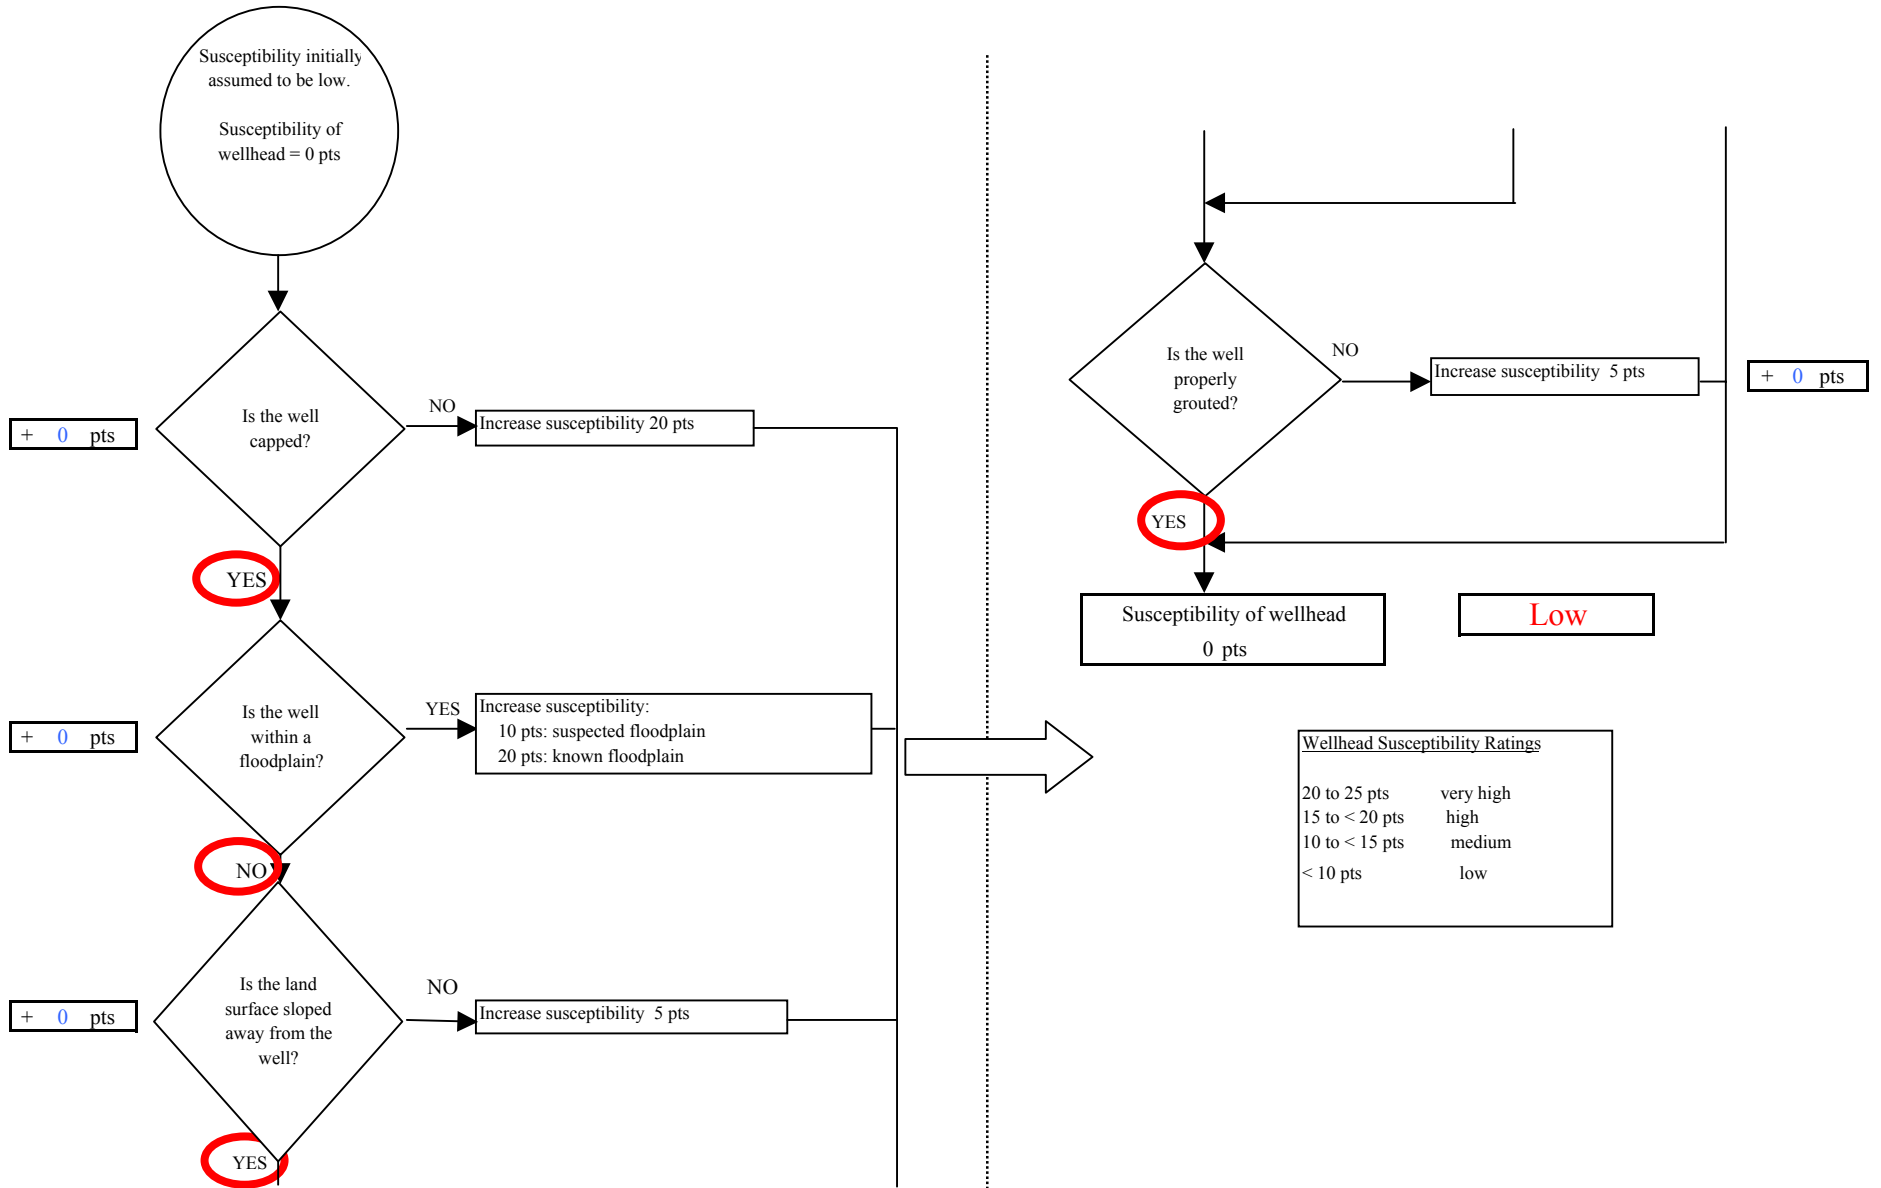 Susceptibility initially
assumed to be low.
Susceptibility of
wellhead = 0 pts
Is the well
capped?
NO
Increase susceptibility 20 pts
+ 0 pts
YES
Is the well
within a
floodplain?
YES
Increase susceptibility:
10 pts: suspected floodplain
20 pts: known floodplain
+ 0 pts
NO
Is the land
surface sloped
away from the
well?
NO
Increase susceptibility 5 pts
+ 0 pts
YES
Is the well
properly
grouted?
NO
Increase susceptibility 5 pts
+ 0 pts
YES
Susceptibility of wellhead
0 pts
Low
Wellhead Susceptibility Ratings
20 to 25 pts very high
15 to < 20 pts high
10 to < 15 pts medium
< 10 pts low